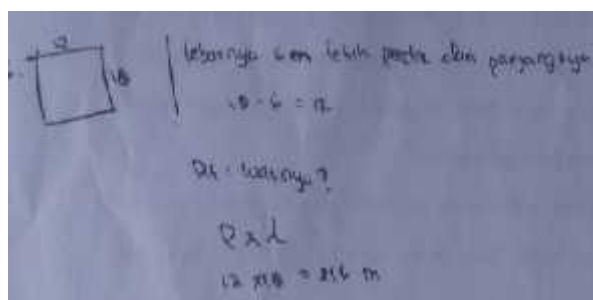 12
18
lebarnya 6 cm lebih pendek dari panjangnya
18 - 6 = 12
Dit : luasnya?
P x L
12 x 18 = 216 m